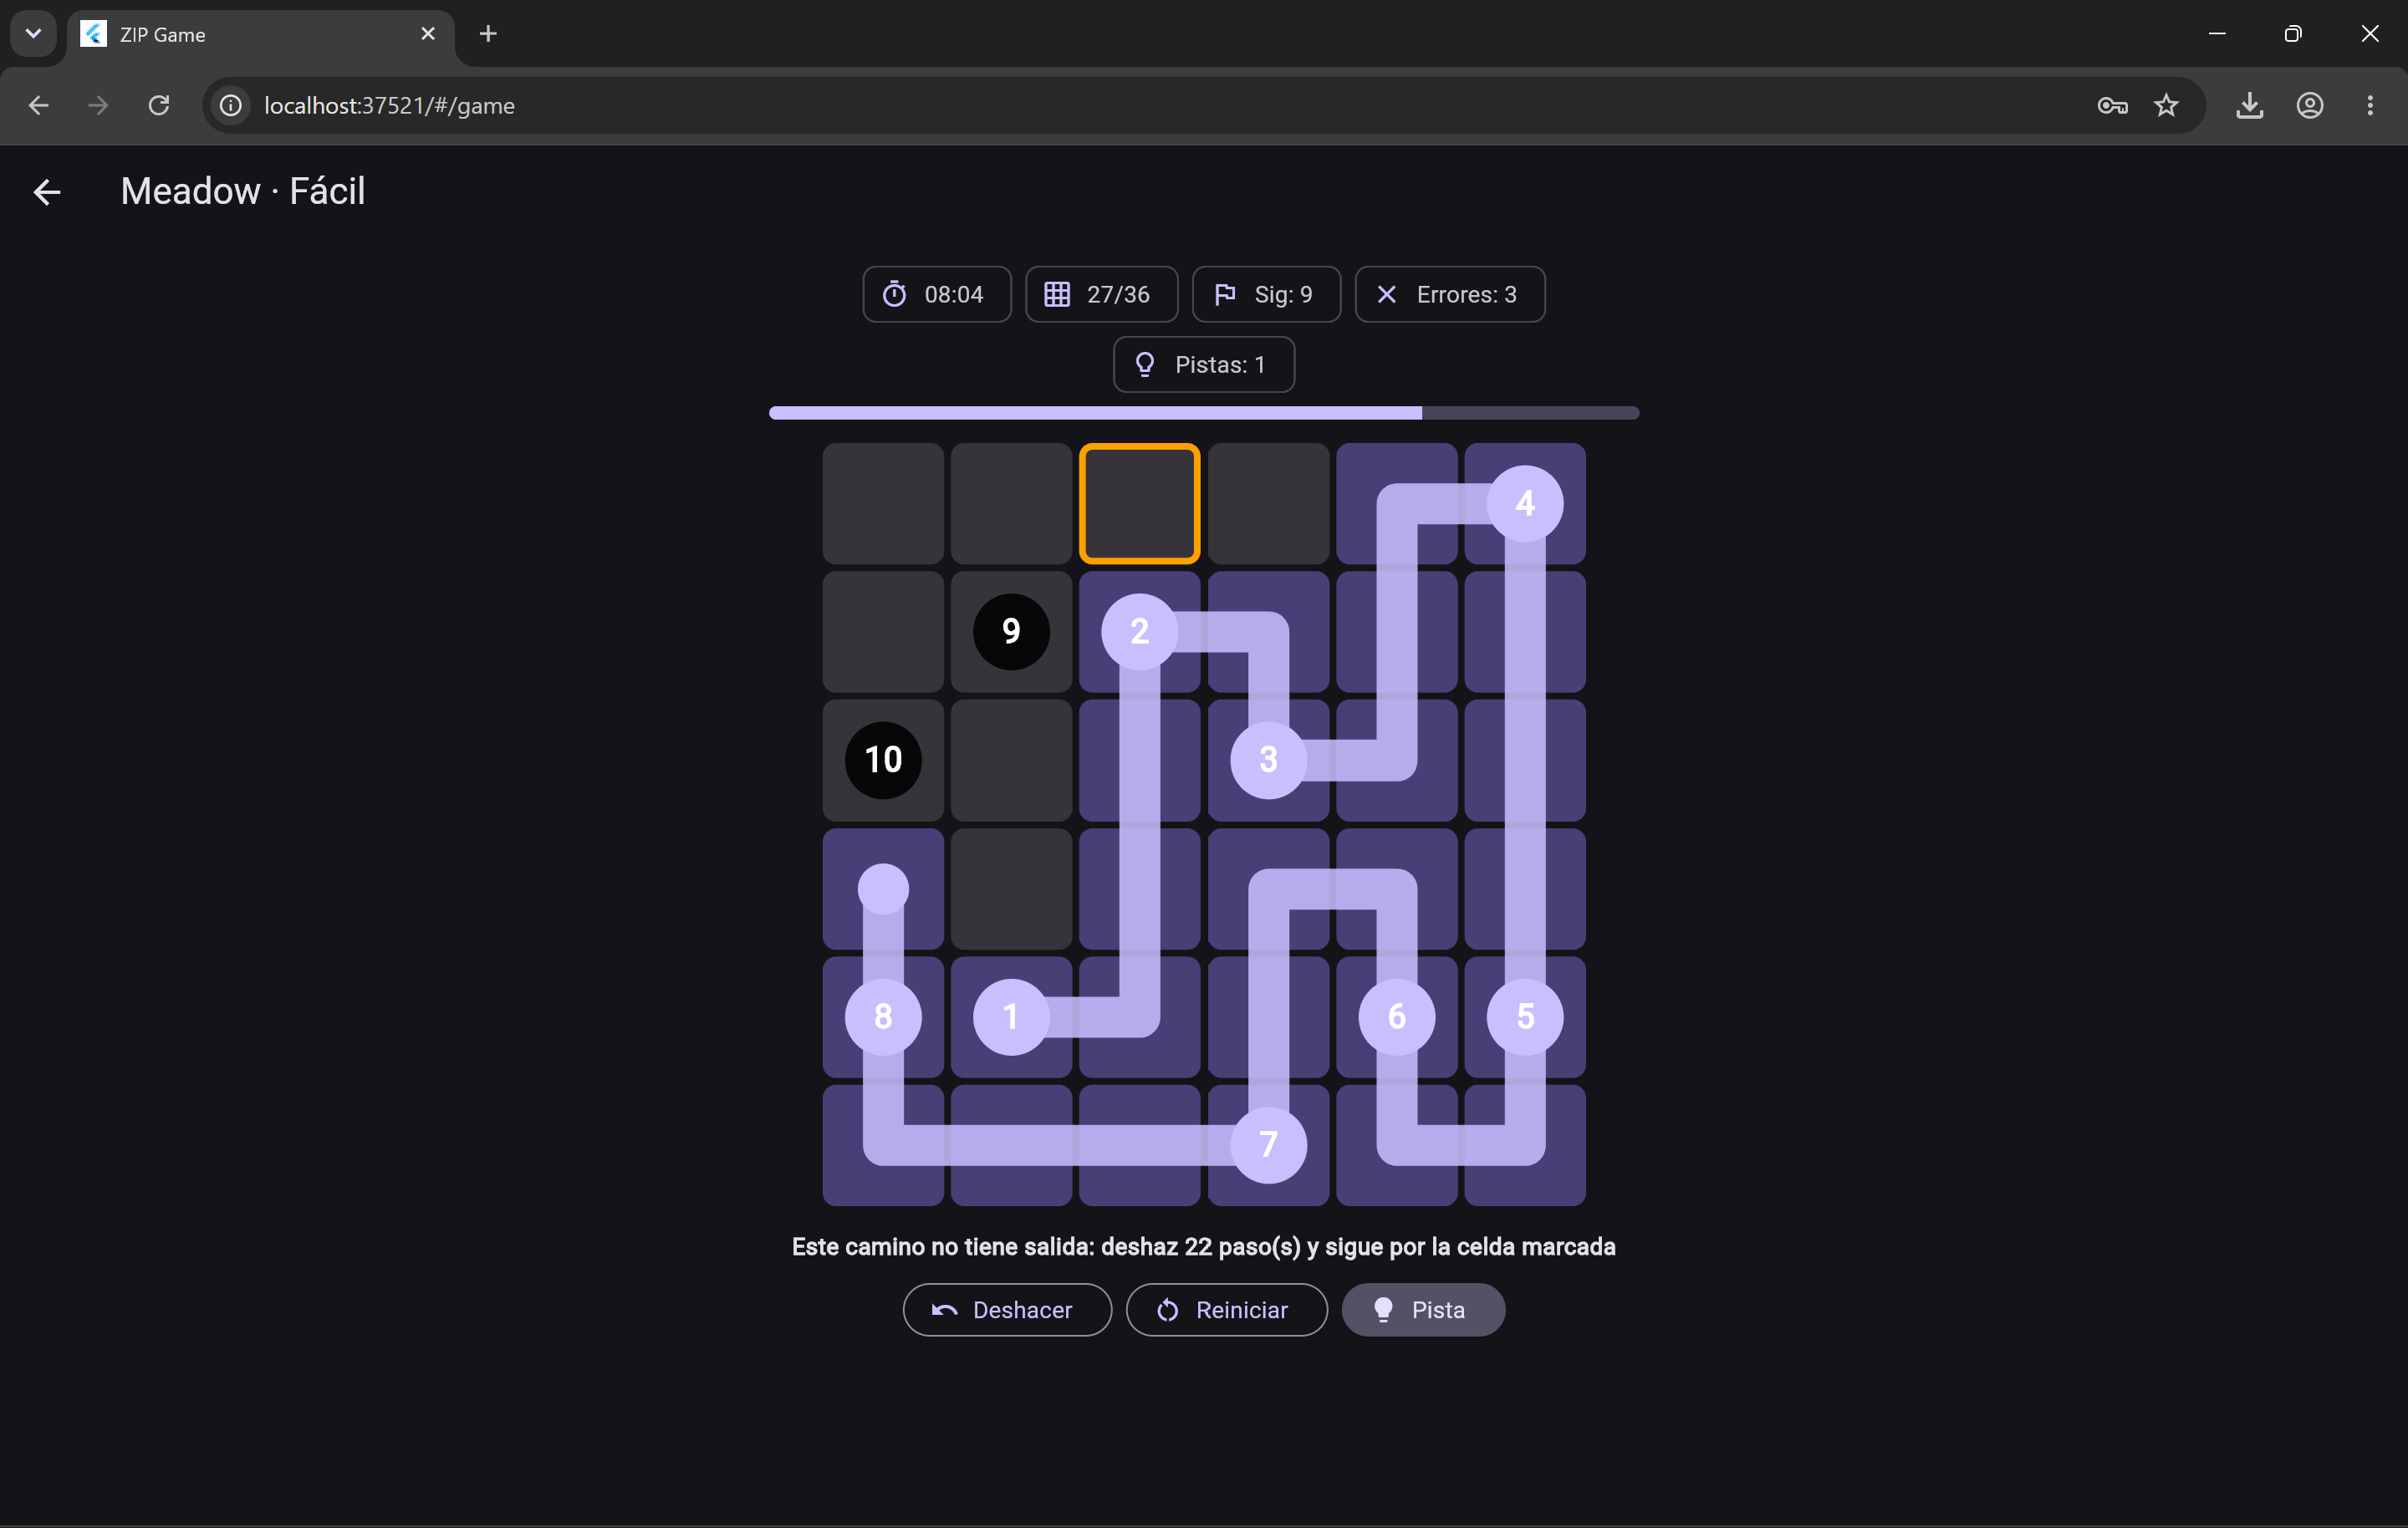 ZIP Game
localhost:37521/#/game
Meadow · Fácil
08:04
27/36
Sig: 9
Errores: 3
Pistas: 1
4
9
2
10
3
8
1
6
5
7
Este camino no tiene salida: deshaz 22 paso(s) y sigue por la celda marcada
Deshacer
Reiniciar
Pista